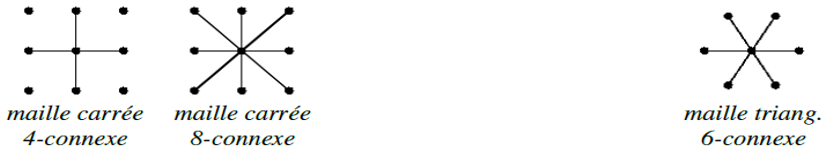 maille carrée
4-connexe
maille carrée
8-connexe
maille triang.
6-connexe